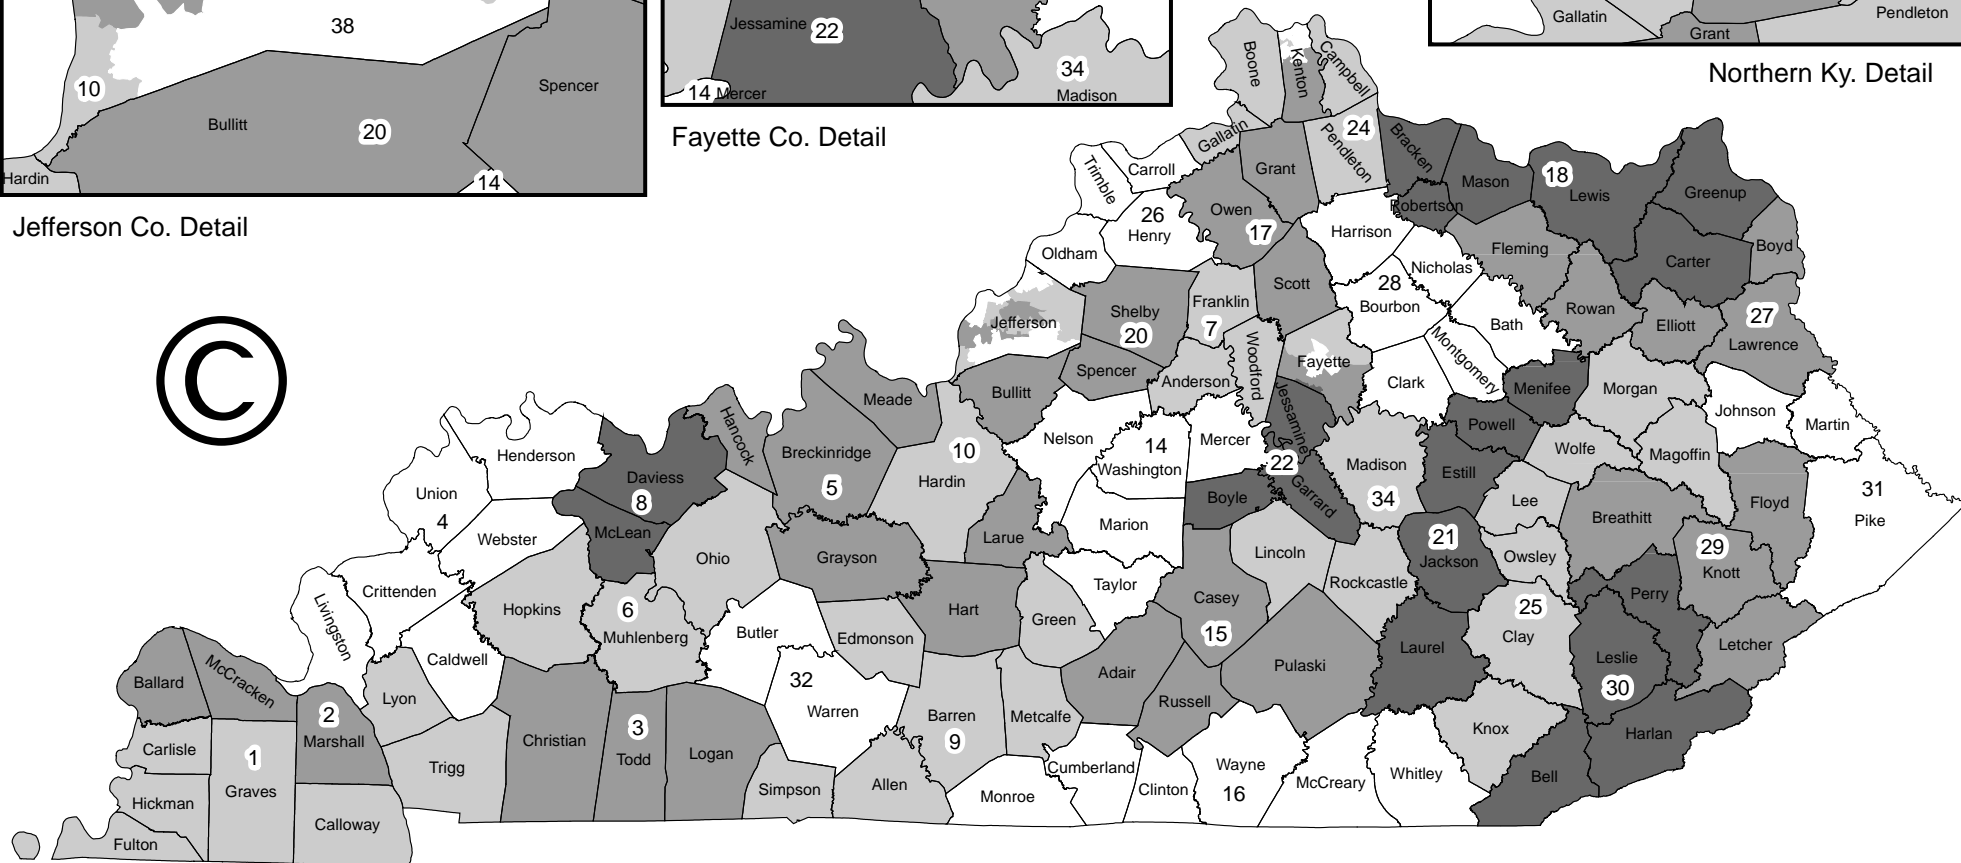 38
10
Spencer
Bullitt
20
Hardin
14
Jefferson Co. Detail
Jessamine
22
34
14
Mercer
Madison
Fayette Co. Detail
Gallatin
Grant
Pendleton
Northern Ky. Detail
©
Boone
Kenton
Campbell
Gallatin
24
Pendleton
Bracken
Trimble
Carroll
Grant
Mason
18
Lewis
Greenup
Robertson
Owen
26
Henry
17
Harrison
Fleming
Boyd
Oldham
Nicholas
Carter
28
Bourbon
Scott
Franklin
7
Shelby
20
Jefferson
Bath
Rowan
Elliott
27
Lawrence
Montgomery
Woodford
Fayette
Spencer
Anderson
Clark
Menifee
Morgan
Bullitt
Meade
Jessamine
Johnson
Martin
Hancock
Nelson
Mercer
Powell
14
Washington
Wolfe
Magoffin
Henderson
Breckinridge
5
10
Hardin
22
Madison
34
Estill
Daviess
8
Union
4
Garrard
Boyle
Lee
Floyd
31
Pike
Breathitt
McLean
Webster
Marion
Larue
Ohio
Grayson
Lincoln
21
Jackson
Owsley
29
Knott
Crittenden
Taylor
Rockcastle
Perry
Livingston
Hopkins
6
Muhlenberg
Hart
Casey
15
Green
25
Clay
Butler
Edmonson
Caldwell
Laurel
Letcher
Leslie
30
McCracken
Ballard
Adair
Pulaski
Lyon
32
Warren
Russell
Barren
9
Metcalfe
2
Marshall
3
Todd
Knox
Harlan
Carlisle
1
Graves
Christian
Logan
Trigg
Cumberland
Wayne
16
McCreary
Whitley
Bell
Hickman
Simpson
Allen
Monroe
Clinton
Calloway
Fulton